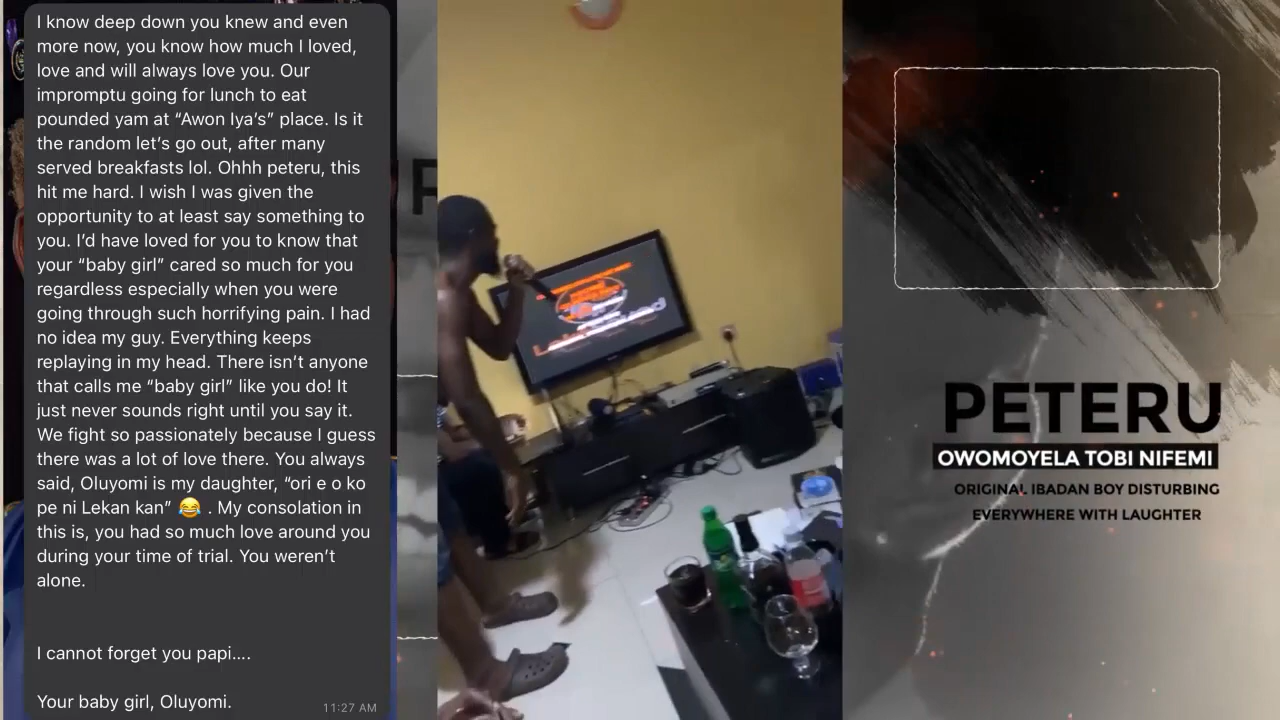 I know deep down you knew and even
more now, you know how much I loved,
love and will always love you. Our
impromptu going for lunch to eat
pounded yam at “Awon Iya’s” place. Is it
the random let’s go out, after many
served breakfasts lol. Ohhh peteru, this
hit me hard. I wish I was given the
opportunity to at least say something to
you. I’d have loved for you to know that
your “baby girl” cared so much for you
regardless especially when you were
going through such horrifying pain. I had
no idea my guy. Everything keeps
replaying in my head. There isn’t anyone
that calls me “baby girl” like you do! It
just never sounds right until you say it.
We fight so passionately because I guess
there was a lot of love there. You always
said, Oluyomi is my daughter, “ori e o ko
pe ni Lekan kan” 😂 . My consolation in
this is, you had so much love around you
during your time of trial. You weren’t
alone.
I cannot forget you papi....
Your baby girl, Oluyomi.
11:27 AM
PETERU
OWOMOYELA TOBI NIFEMI
ORIGINAL IBADAN BOY DISTURBING
EVERYWHERE WITH LAUGHTER